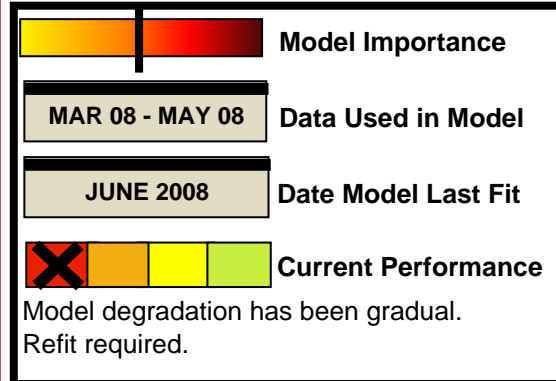 Model Importance
MAR 08 - MAY 08 Data Used in Model
JUNE 2008 Date Model Last Fit
Current Performance
Model degradation has been gradual.
Refit required.